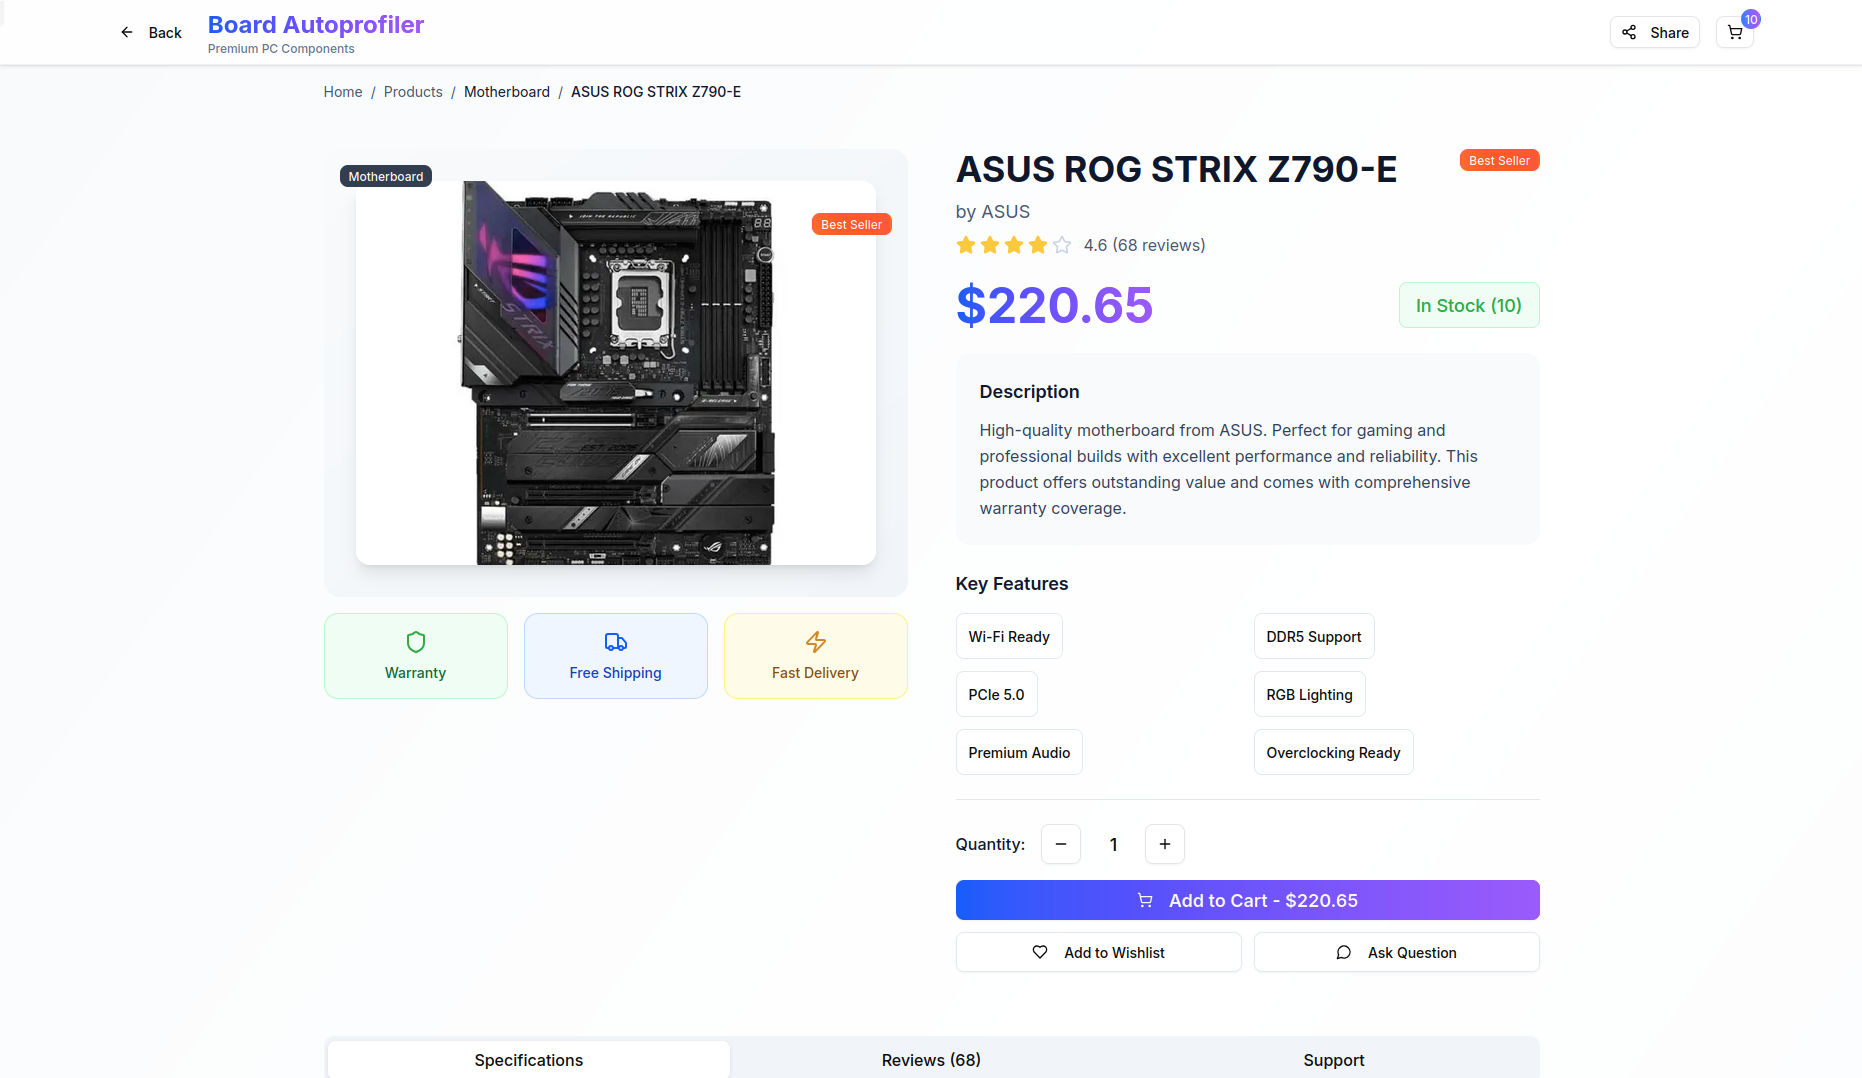 Back
Board Autoprofiler
Premium PC Components
Share
10
Home / Products / Motherboard / ASUS ROG STRIX Z790-E
Motherboard
Best Seller
JOIN THE REPUBLIC
STRIX
ASUS ROG STRIX Z790-E
Best Seller
by ASUS
4.6 (68 reviews)
$220.65
In Stock (10)
Description
High-quality motherboard from ASUS. Perfect for gaming and
professional builds with excellent performance and reliability. This
product offers outstanding value and comes with comprehensive
warranty coverage.
Key Features
Wi-Fi Ready
DDR5 Support
PCIe 5.0
RGB Lighting
Premium Audio
Overclocking Ready
Warranty
Free Shipping
Fast Delivery
Quantity:
1
Add to Cart - $220.65
Add to Wishlist
Ask Question
Specifications
Reviews (68)
Support